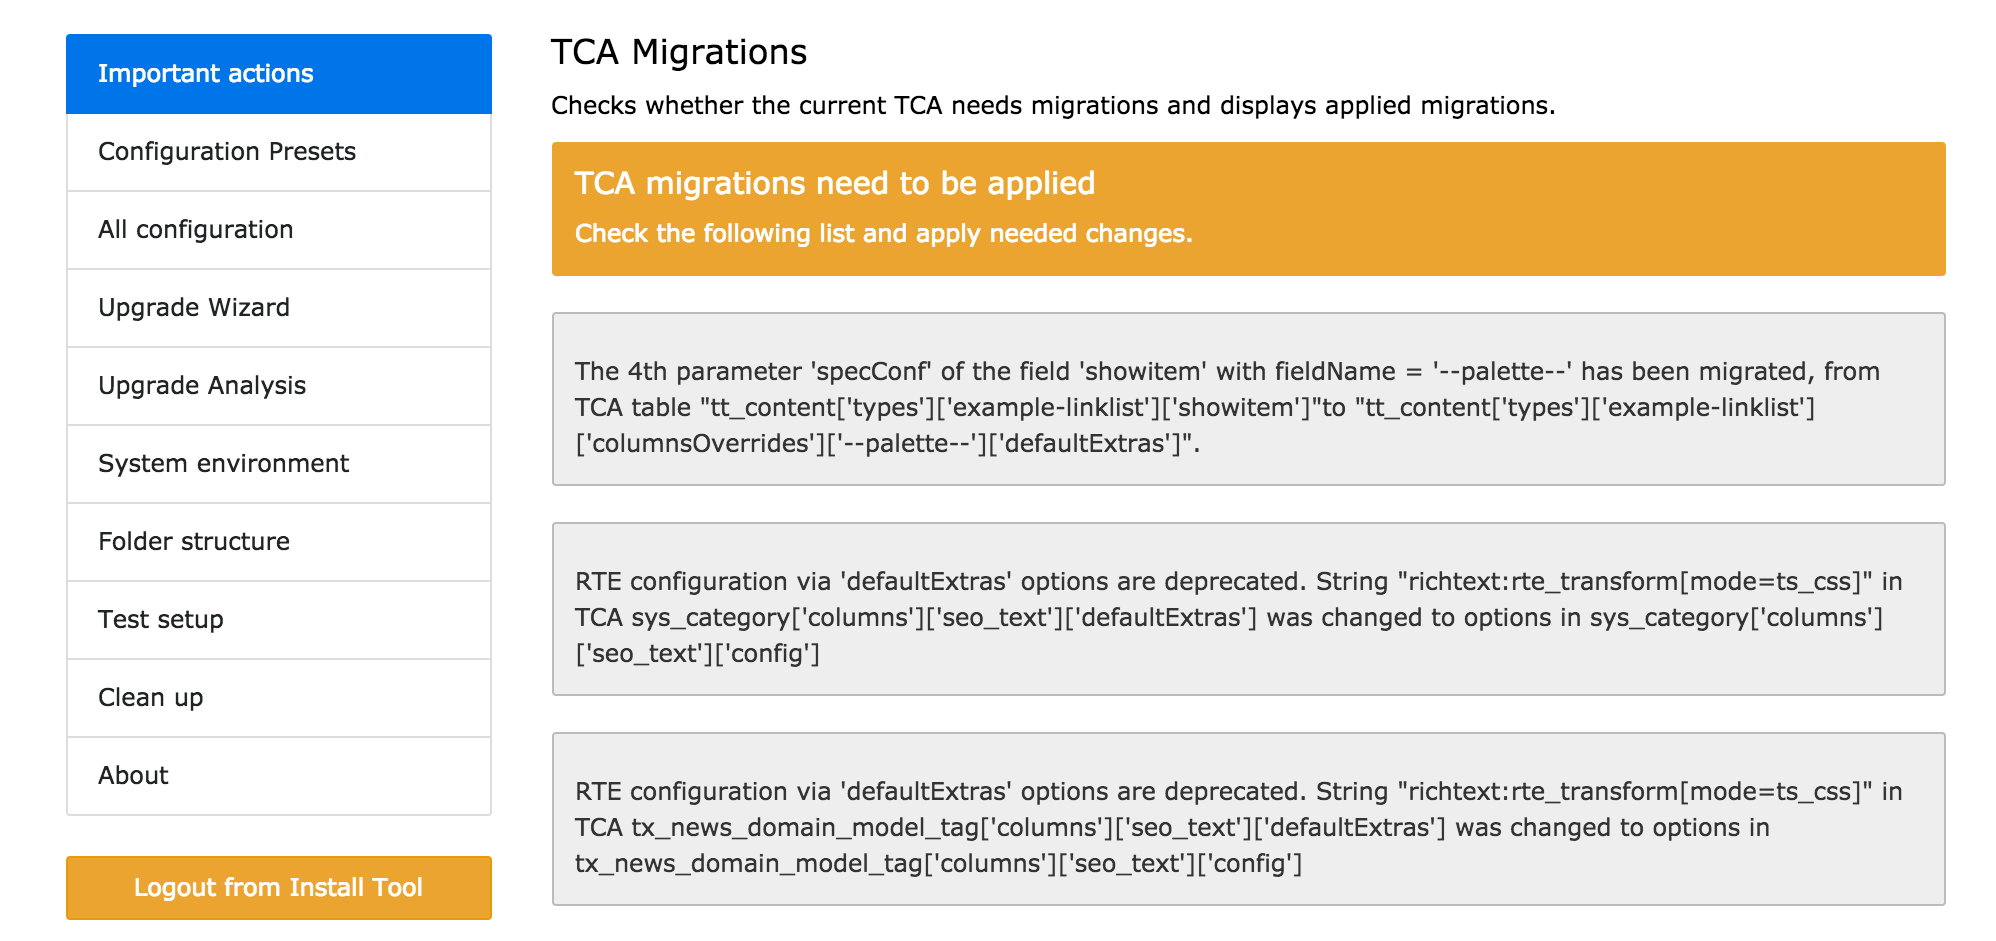 Important actions
Configuration Presets
All configuration
Upgrade Wizard
Upgrade Analysis
System environment
Folder structure
Test setup
Clean up
About
Logout from Install Tool
TCA Migrations
Checks whether the current TCA needs migrations and displays applied migrations.
TCA migrations need to be applied
Check the following list and apply needed changes.
The 4th parameter 'specConf' of the field 'showitem' with fieldName = '--palette--' has been migrated, from
TCA table "tt_content['types']['example-linklist']['showitem']"to "tt_content['types']['example-linklist']
['columnsOverrides']['--palette--']['defaultExtras']".
RTE configuration via 'defaultExtras' options are deprecated. String "richtext:rte_transform[mode=ts_css]" in
TCA sys_category['columns']['seo_text']['defaultExtras'] was changed to options in sys_category['columns']
['seo_text']['config']
RTE configuration via 'defaultExtras' options are deprecated. String "richtext:rte_transform[mode=ts_css]" in
TCA tx_news_domain_model_tag['columns']['seo_text']['defaultExtras'] was changed to options in
tx_news_domain_model_tag['columns']['seo_text']['config']